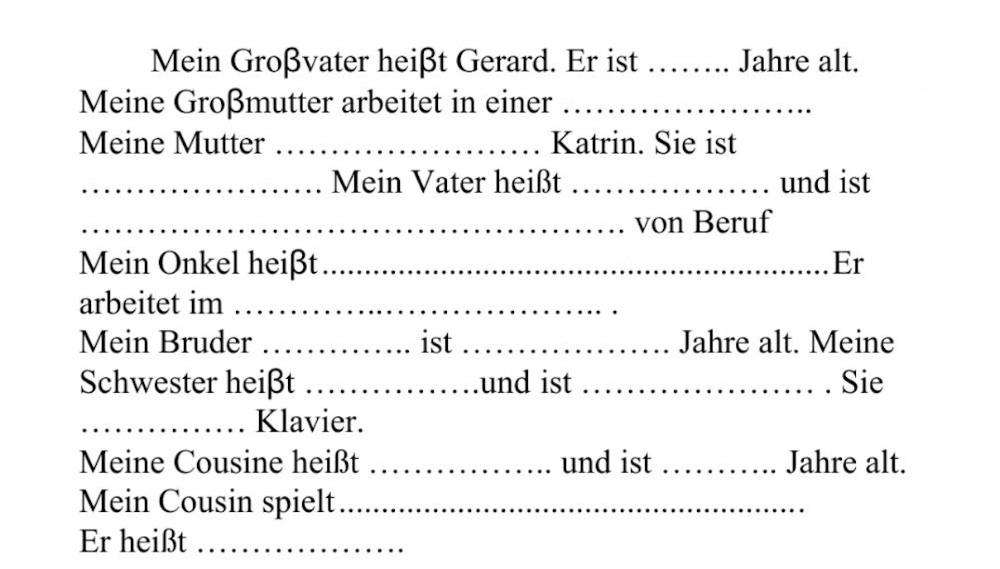 Mein Groβvater heiβt Gerard. Er ist …….. Jahre alt.
Meine Groβmutter arbeitet in einer …………………..
Meine Mutter …………………… Katrin. Sie ist
…………………. Mein Vater heißt ……………… und ist
…………………………………………. von Beruf
Mein Onkel heiβt............................................................Er
arbeitet im …………..……………….. .
Mein Bruder ………….. ist ………………. Jahre alt. Meine
Schwester heiβt …………….und ist ………………… . Sie
…………… Klavier.
Meine Cousine heißt …………….. und ist ……….. Jahre alt.
Mein Cousin spielt.......................................................
Er heißt ……………….